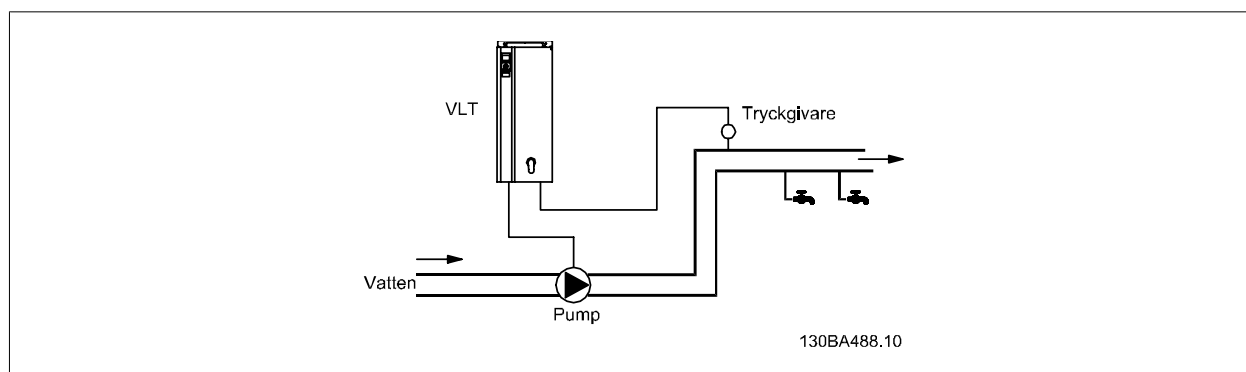 VLT
Tryckgivare
Vatten
Pump
130BA488.10